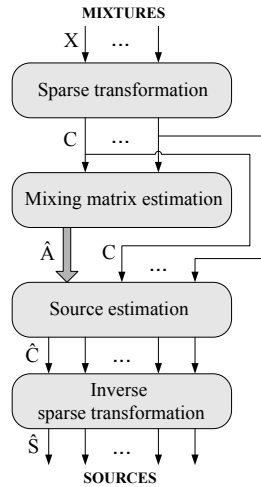 MIXTURES
X ...
Sparse transformation
C ...
Mixing matrix estimation
Â C ...
Source estimation
Ĉ ...
Inverse
sparse transformation
Ŝ ...
SOURCES